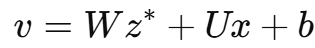 v = Wz* + Ux + b